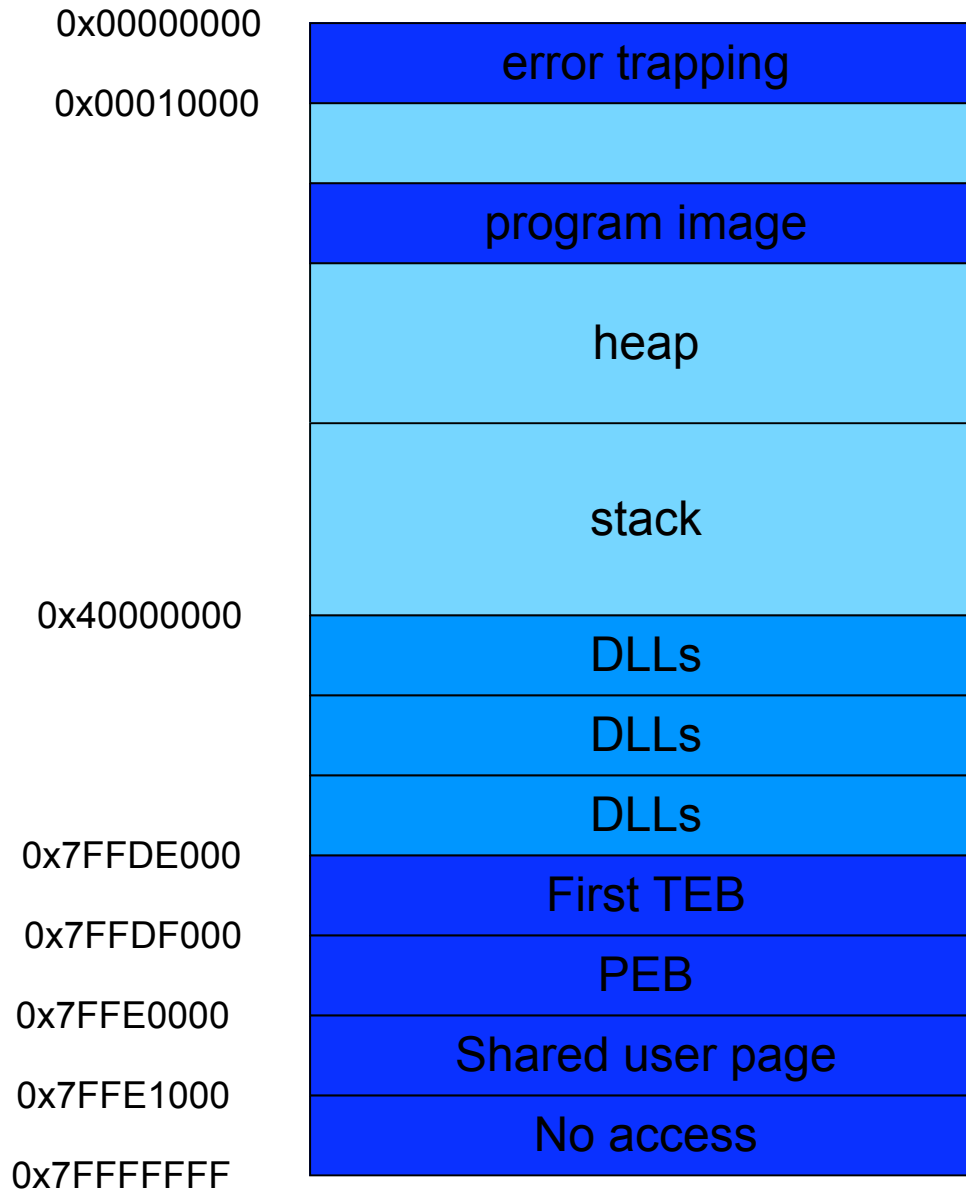 0x00000000
error trapping
0x00010000
program image
heap
stack
0x40000000
DLLs
DLLs
DLLs
0x7FFDE000
First TEB
0x7FFDF000
PEB
0x7FFE0000
Shared user page
0x7FFE1000
No access
0x7FFFFFFF